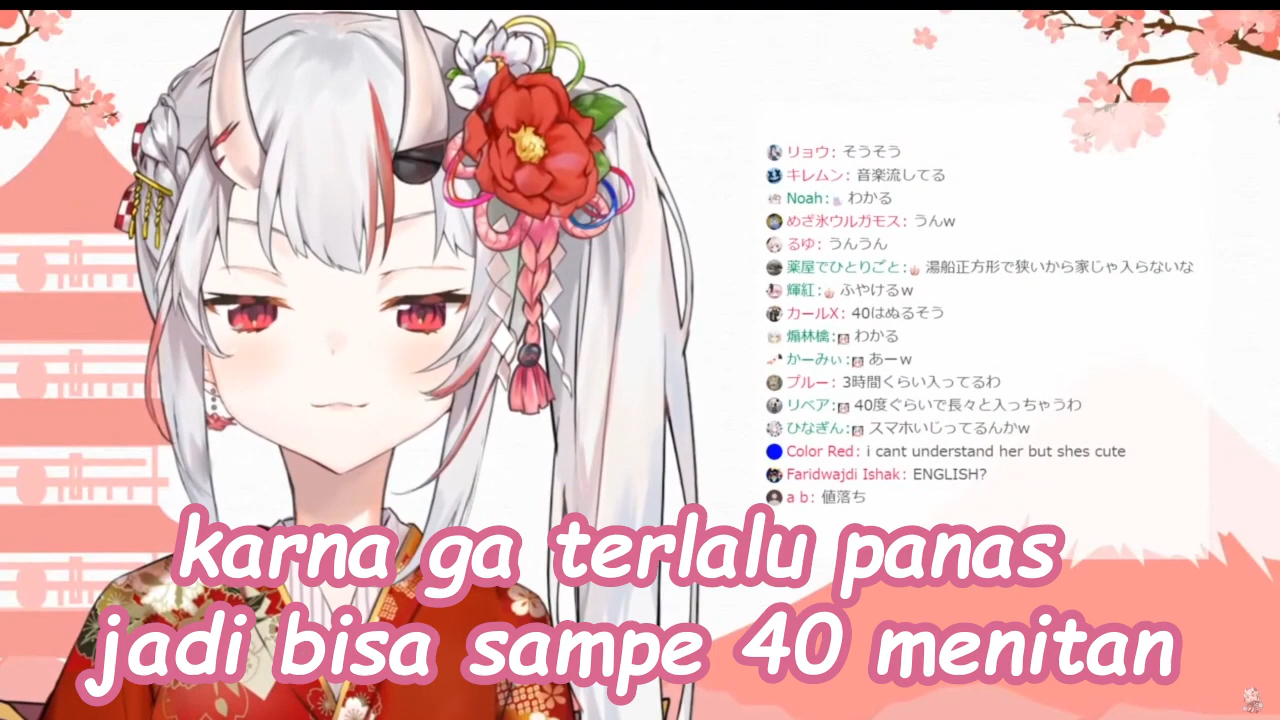 リョウ: そうそう
キレムン: 音楽流してる
Noah: わかる
めざ氷ウルガモス: うんw
るゆ: うんうん
薬屋でひとりごと: 湯船正方形で狭いから家じゃ入らないな
輝紅: ふやけるw
カールX: 40はぬるそう
煽林檎: わかる
かーみぃ: あーw
ブルー: 3時間くらい入ってるわ
リベア: 40度ぐらいで長々と入っちゃうわ
ひなぎん: スマホいじってるんかw
Color Red: i cant understand her but shes cute
Faridwajdi Ishak: ENGLISH?
a b: 値落ち
karna ga terlalu panas
jadi bisa sampe 40 menitan